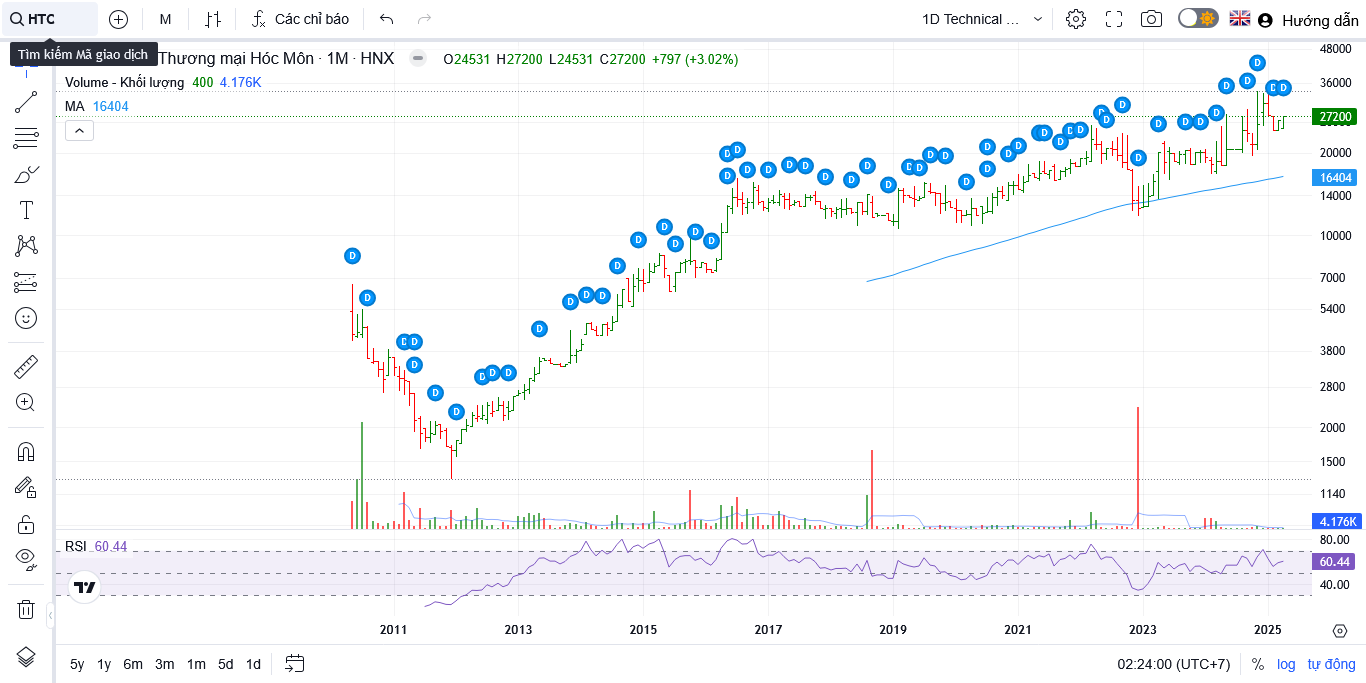 HTC
M
Các chỉ báo
1D Technical ...
Hướng dẫn
Tìm kiếm Mã giao dịch
Thương mại Hóc Môn · 1M · HNX
O24531 H27200 L24531 C27200 +797 (+3.02%)
Volume - Khối lượng 400 4.176K
MA 16404
48000
36000
27200
20000
16404
14000
10000
7000
5400
3800
2800
2000
1500
1140
4.176K
D D D D D D D D D D D D D D D D D D D D D D D D D D D D D D D D D D D D D D D D D D D D D D D D D D D D D D D D D D D D
RSI 60.44
80.00
60.44
40.00
2011 2013 2015 2017 2019 2021 2023 2025
5y 1y 6m 3m 1m 5d 1d
02:24:00 (UTC+7)
% log tự động